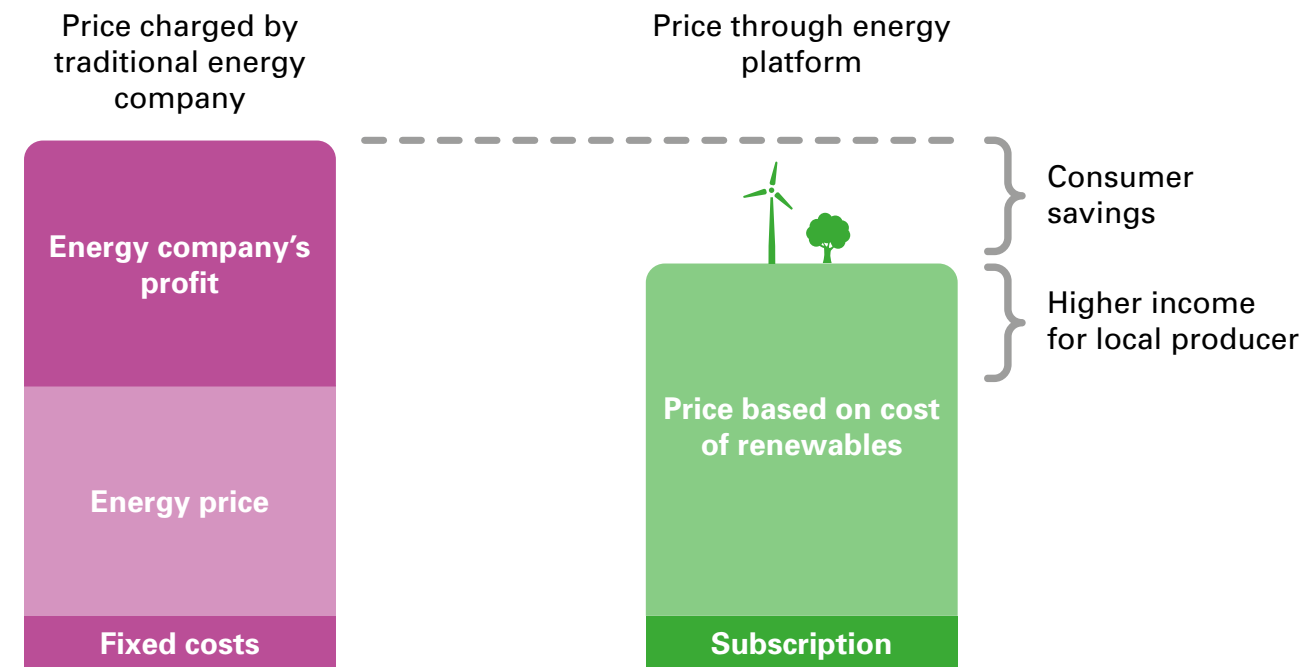 Price charged by
traditional energy
company
Price through energy
platform
Energy company’s
profit
Energy price
Fixed costs
Price based on cost
of renewables
Subscription
Consumer
savings
Higher income
for local producer